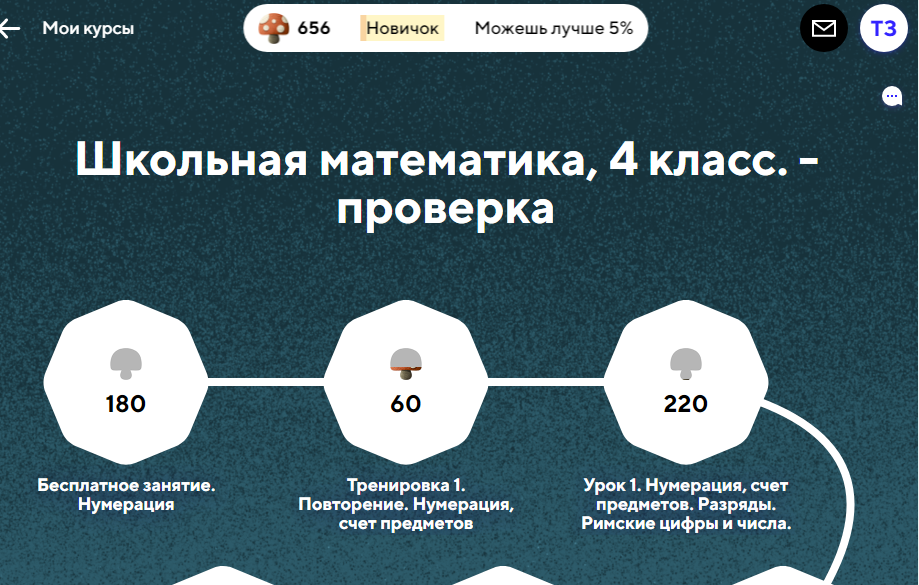 Мои курсы
656
Новичок
Можешь лучше 5%
ТЗ
Школьная математика, 4 класс. -
проверка
180
60
220
Бесплатное занятие.
Нумерация
Тренировка 1.
Повторение. Нумерация,
счет предметов
Урок 1. Нумерация, счет
предметов. Разряды.
Римские цифры и числа.